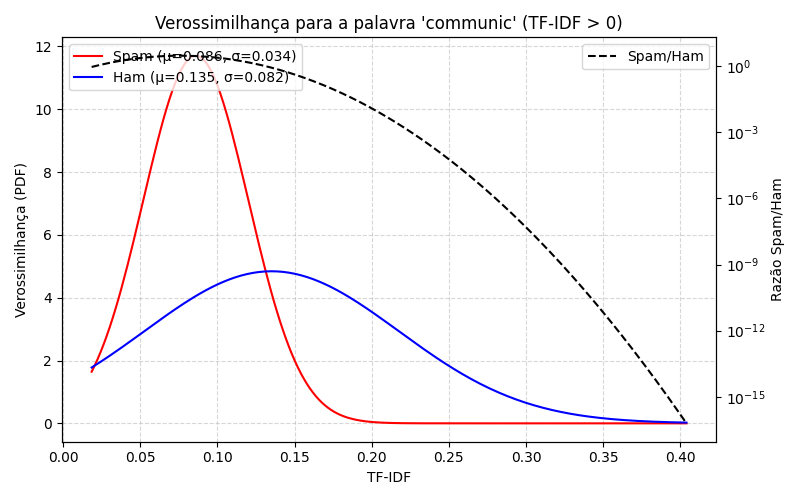 Verossimilhança para a palavra 'communic' (TF-IDF > 0)
Spam (μ=0.086, σ=0.034)
Ham (μ=0.135, σ=0.082)
Spam/Ham
Verossimilhança (PDF)
12
10
8
6
4
2
0
10⁰
10⁻³
10⁻⁶
10⁻⁹
10⁻¹²
10⁻¹⁵
Razão Spam/Ham
0.00 0.05 0.10 0.15 0.20 0.25 0.30 0.35 0.40
TF-IDF